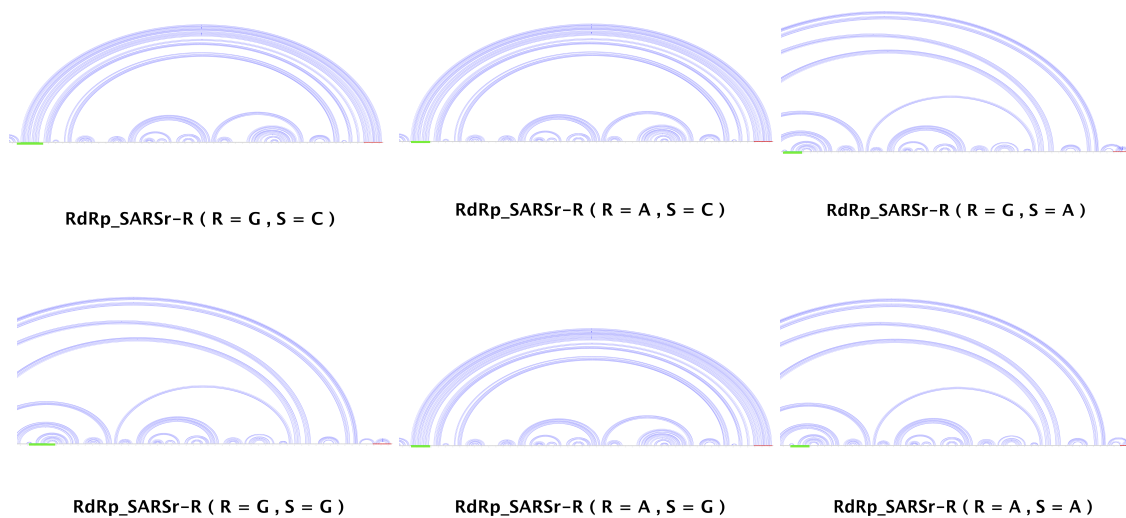 RdRp_SARSr-R ( R = G , S = C )
RdRp_SARSr-R ( R = A , S = C )
RdRp_SARSr-R ( R = G , S = A )
RdRp_SARSr-R ( R = G , S = G )
RdRp_SARSr-R ( R = A , S = G )
RdRp_SARSr-R ( R = A , S = A )